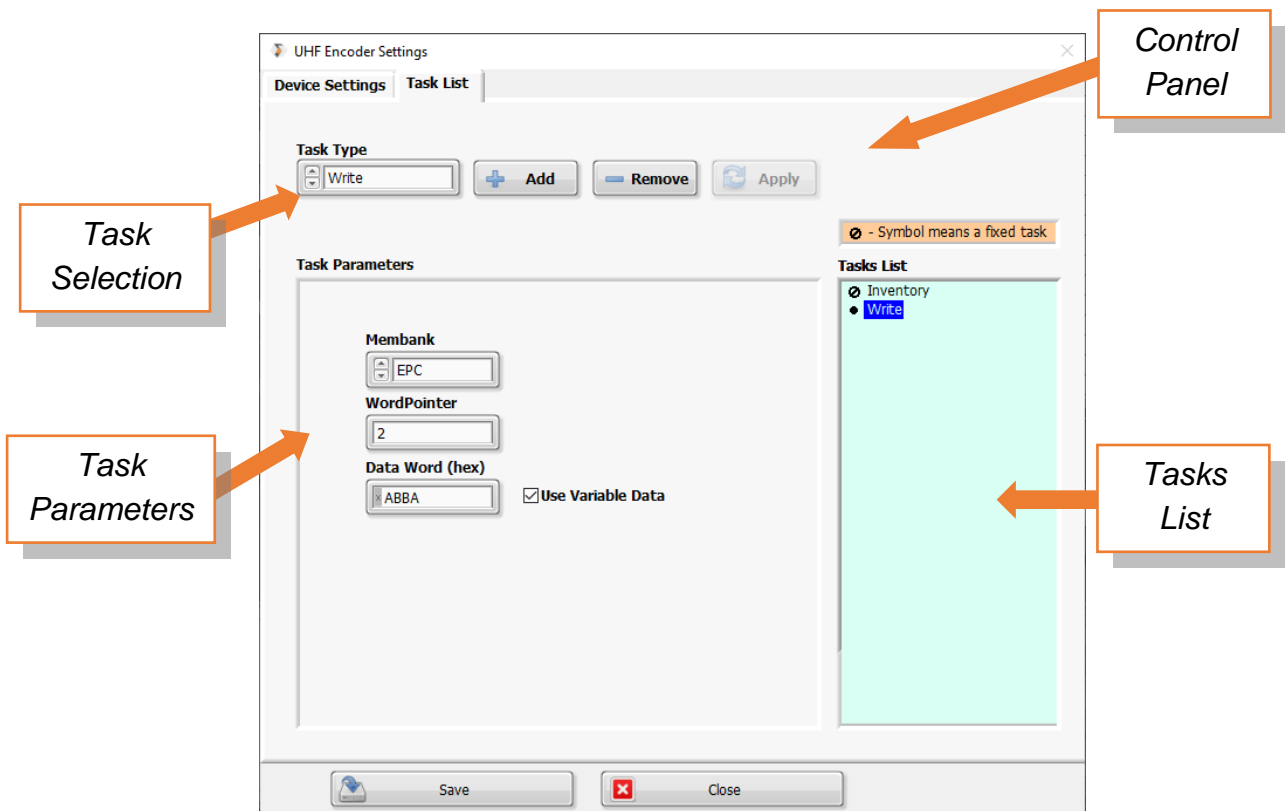 Control
Panel
UHF Encoder Settings
Device Settings
Task List
Task Type
Write
Add
Remove
Apply
Task
Selection
- Symbol means a fixed task
Task Parameters
Tasks List
Inventory
Write
Membank
EPC
WordPointer
2
Task
Parameters
Data Word (hex)
x ABBA
Use Variable Data
Tasks
List
Save
Close